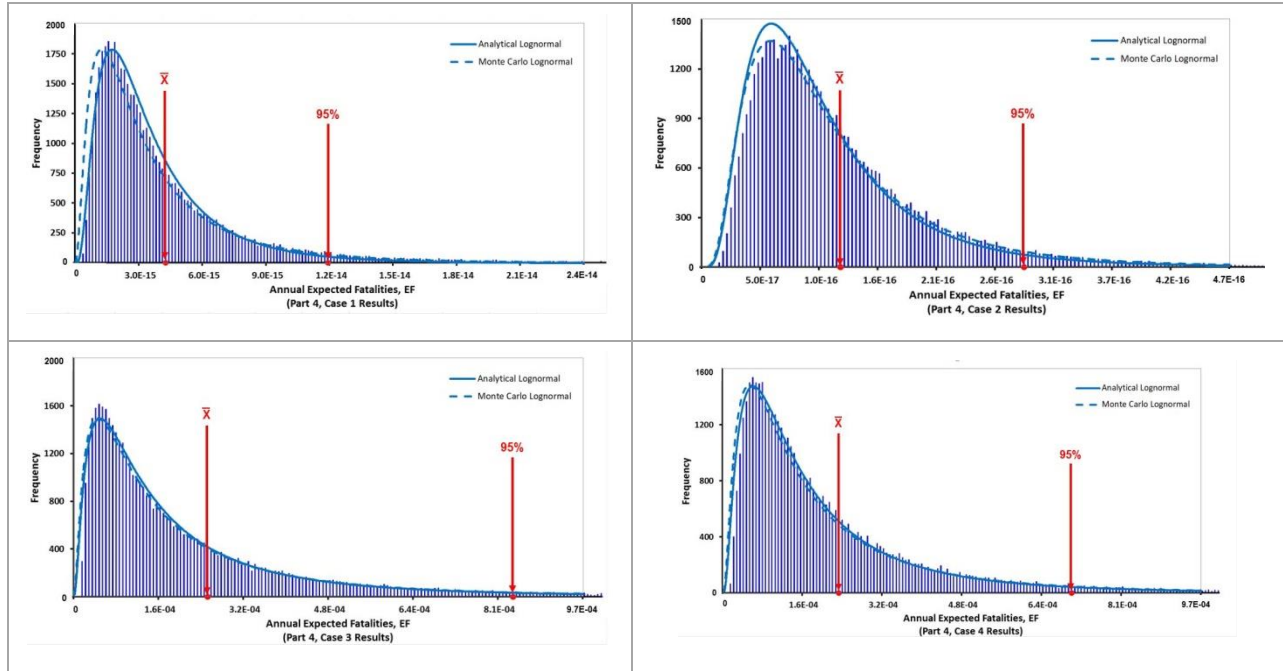 2000
1750
1500
1250
1000
750
500
250
0
Frequency
Analytical Lognormal
Monte Carlo Lognormal
X̅
95%
0 3.0E-15 6.0E-15 9.0E-15 1.2E-14 1.5E-14 1.8E-14 2.1E-14 2.4E-14
Annual Expected Fatalities, EF
(Part 4, Case 1 Results)
1500
1200
900
600
300
0
Frequency
Analytical Lognormal
Monte Carlo Lognormal
X̅
95%
0 5.0E-17 1.0E-16 1.6E-16 2.1E-16 2.6E-16 3.1E-16 3.6E-16 4.2E-16 4.7E-16
Annual Expected Fatalities, EF
(Part 4, Case 2 Results)
2000
1600
1200
800
400
0
Frequency
Analytical Lognormal
Monte Carlo Lognormal
X̅
95%
0 1.6E-04 3.2E-04 4.8E-04 6.4E-04 8.1E-04 9.7E-04
Annual Expected Fatalities, EF
(Part 4, Case 3 Results)
1600
1200
800
400
0
Frequency
Analytical Lognormal
Monte Carlo Lognormal
X̅
95%
0 1.6E-04 3.2E-04 4.8E-04 6.4E-04 8.1E-04 9.7E-04
Annual Expected Fatalities, EF
(Part 4, Case 4 Results)